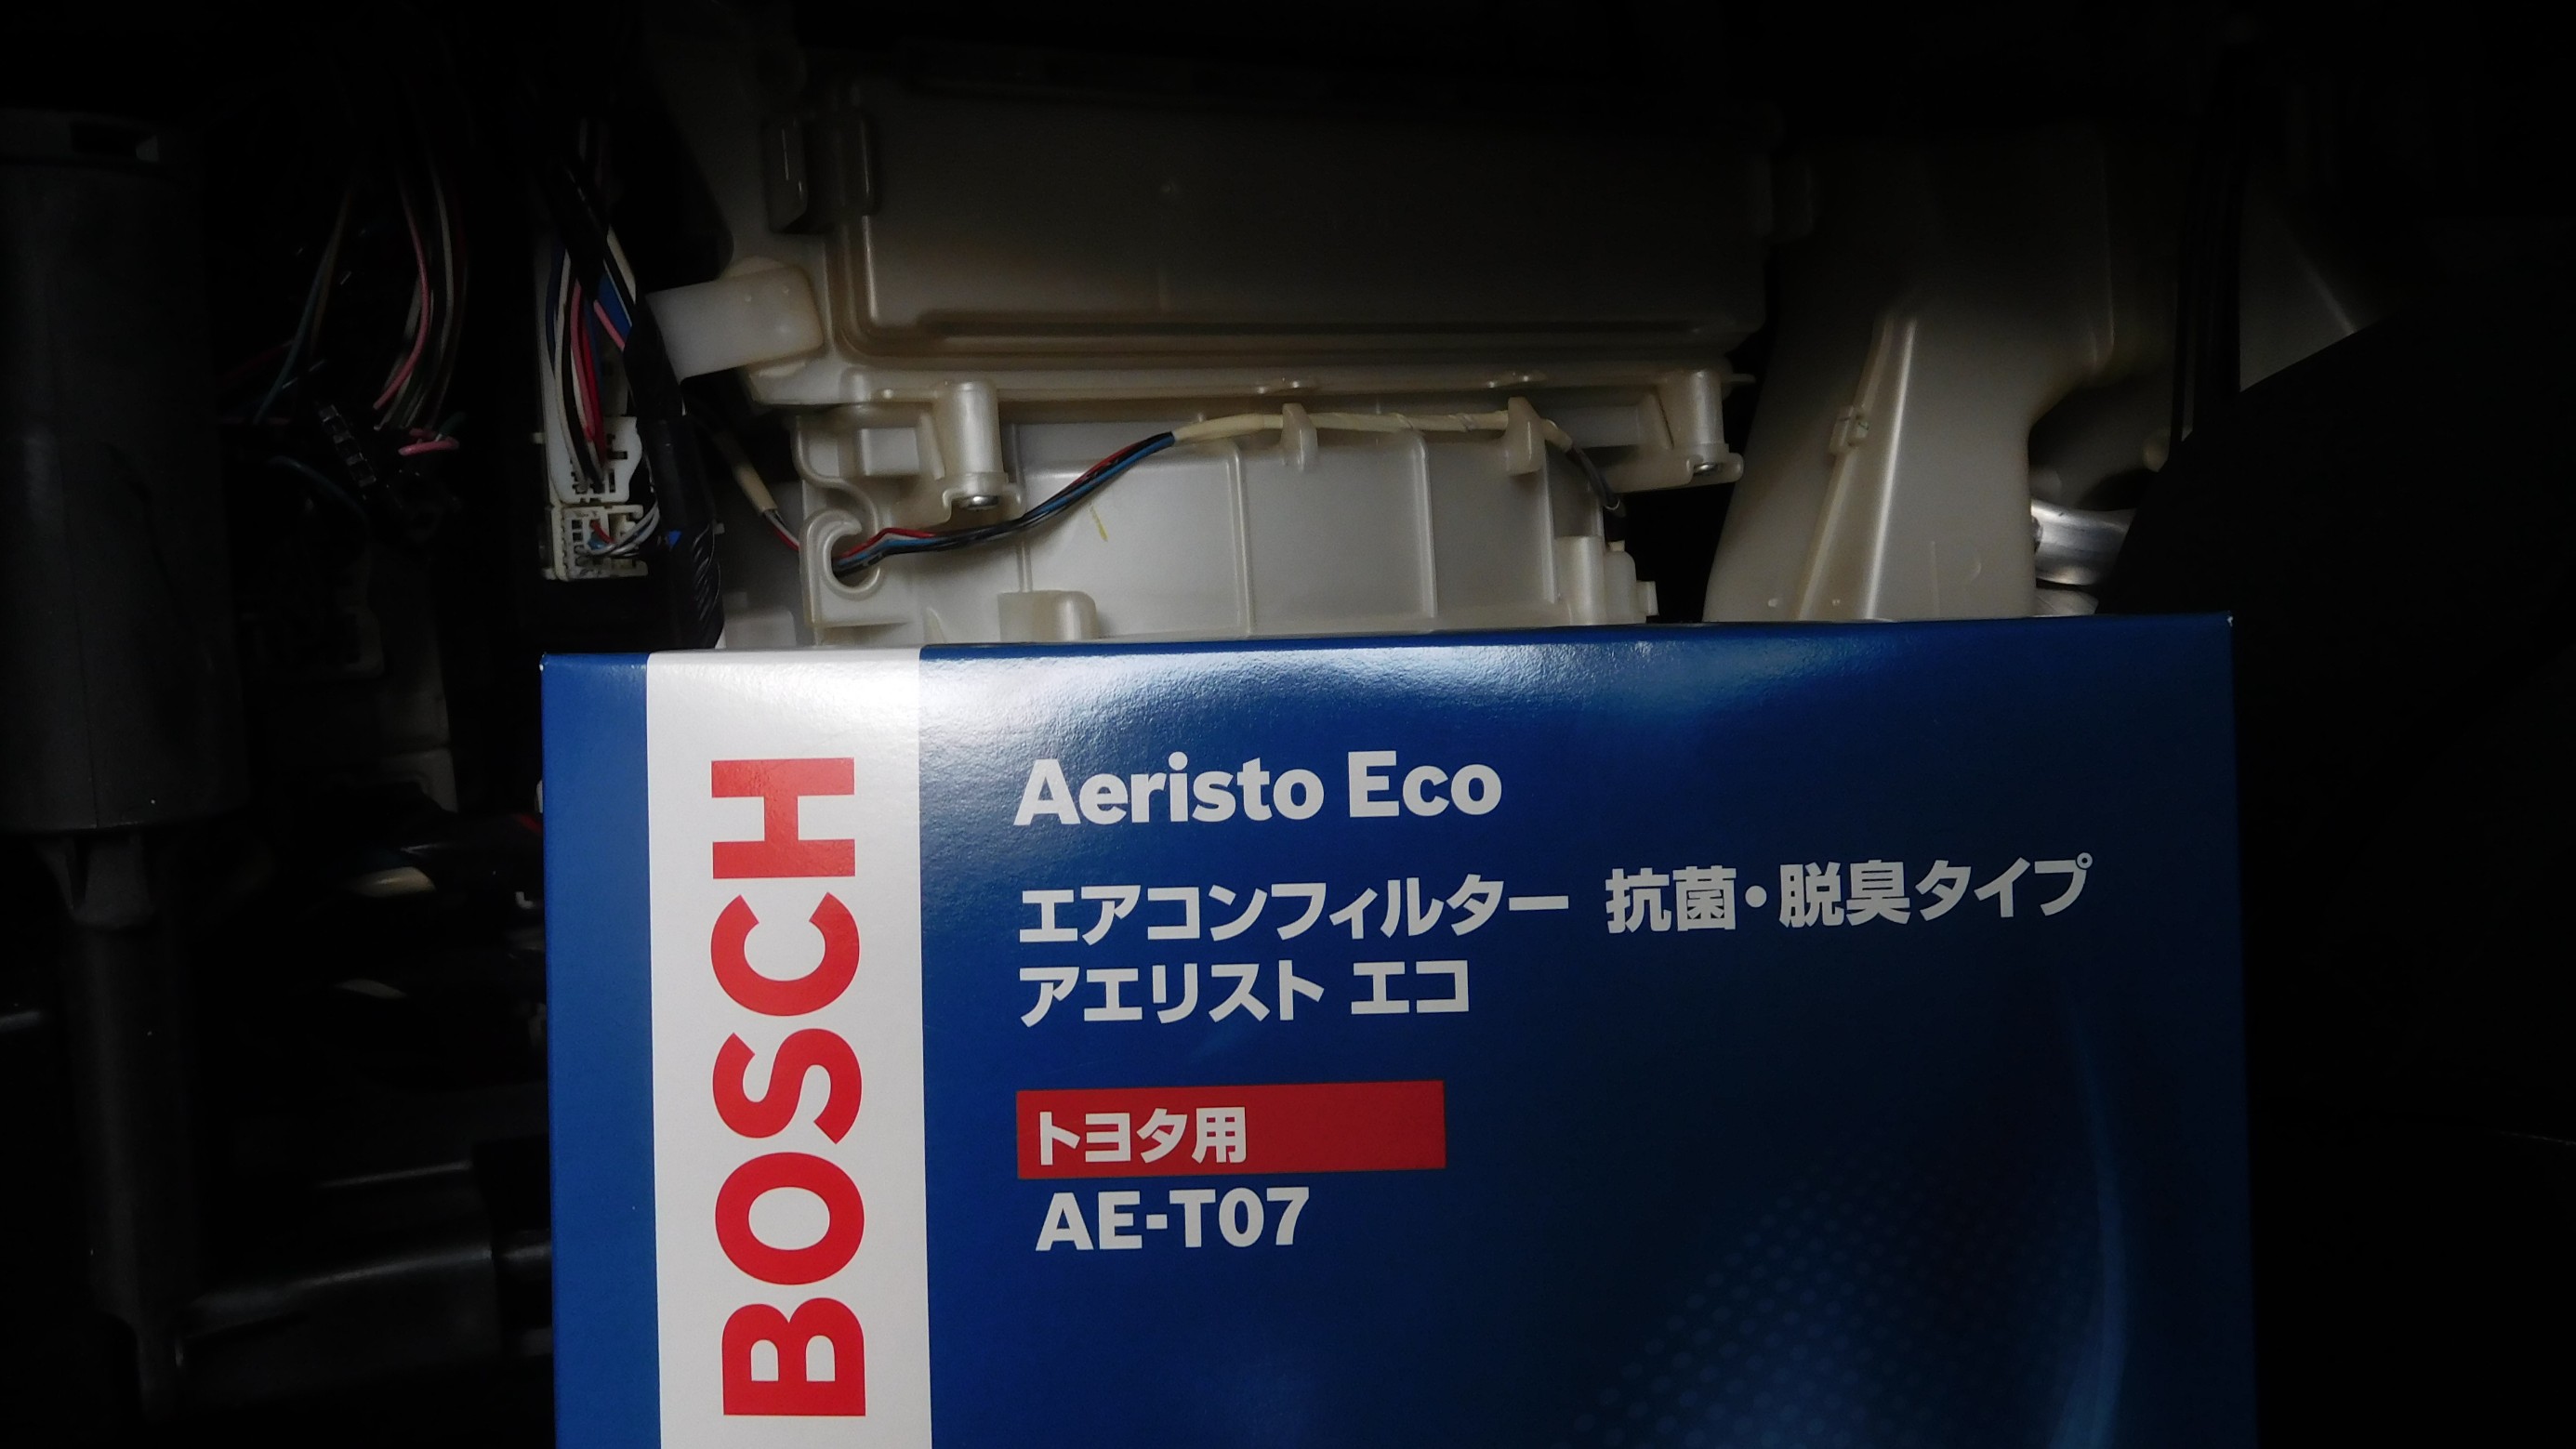 BOSCH
Aeristo Eco
エアコンフィルター 抗菌・脱臭タイプ
アエリスト エコ
トヨタ用
AE-T07